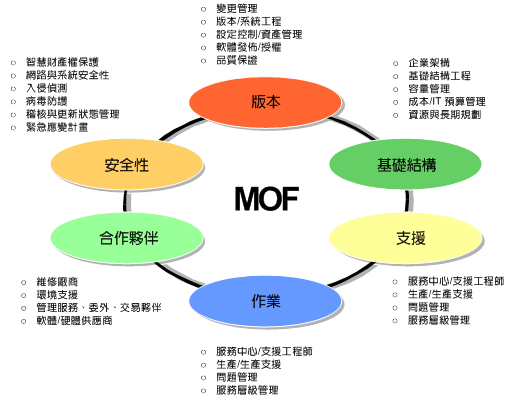 ○ 變更管理
○ 版本/系統工程
○ 設定控制/資產管理
○ 軟體發佈/授權
○ 品質保證
版本
○ 企業架構
○ 基礎結構工程
○ 容量管理
○ 成本/IT 預算管理
○ 資源與長期規劃
基礎結構
○ 智慧財產權保護
○ 網路與系統安全性
○ 入侵偵測
○ 病毒防護
○ 稽核與更新狀態管理
○ 緊急應變計畫
安全性
MOF
合作夥伴
○ 維修廠商
○ 環境支援
○ 管理服務、委外、交易夥伴
○ 軟體/硬體供應商
支援
○ 服務中心/支援工程師
○ 生產/生產支援
○ 問題管理
○ 服務層級管理
作業
○ 服務中心/支援工程師
○ 生產/生產支援
○ 問題管理
○ 服務層級管理